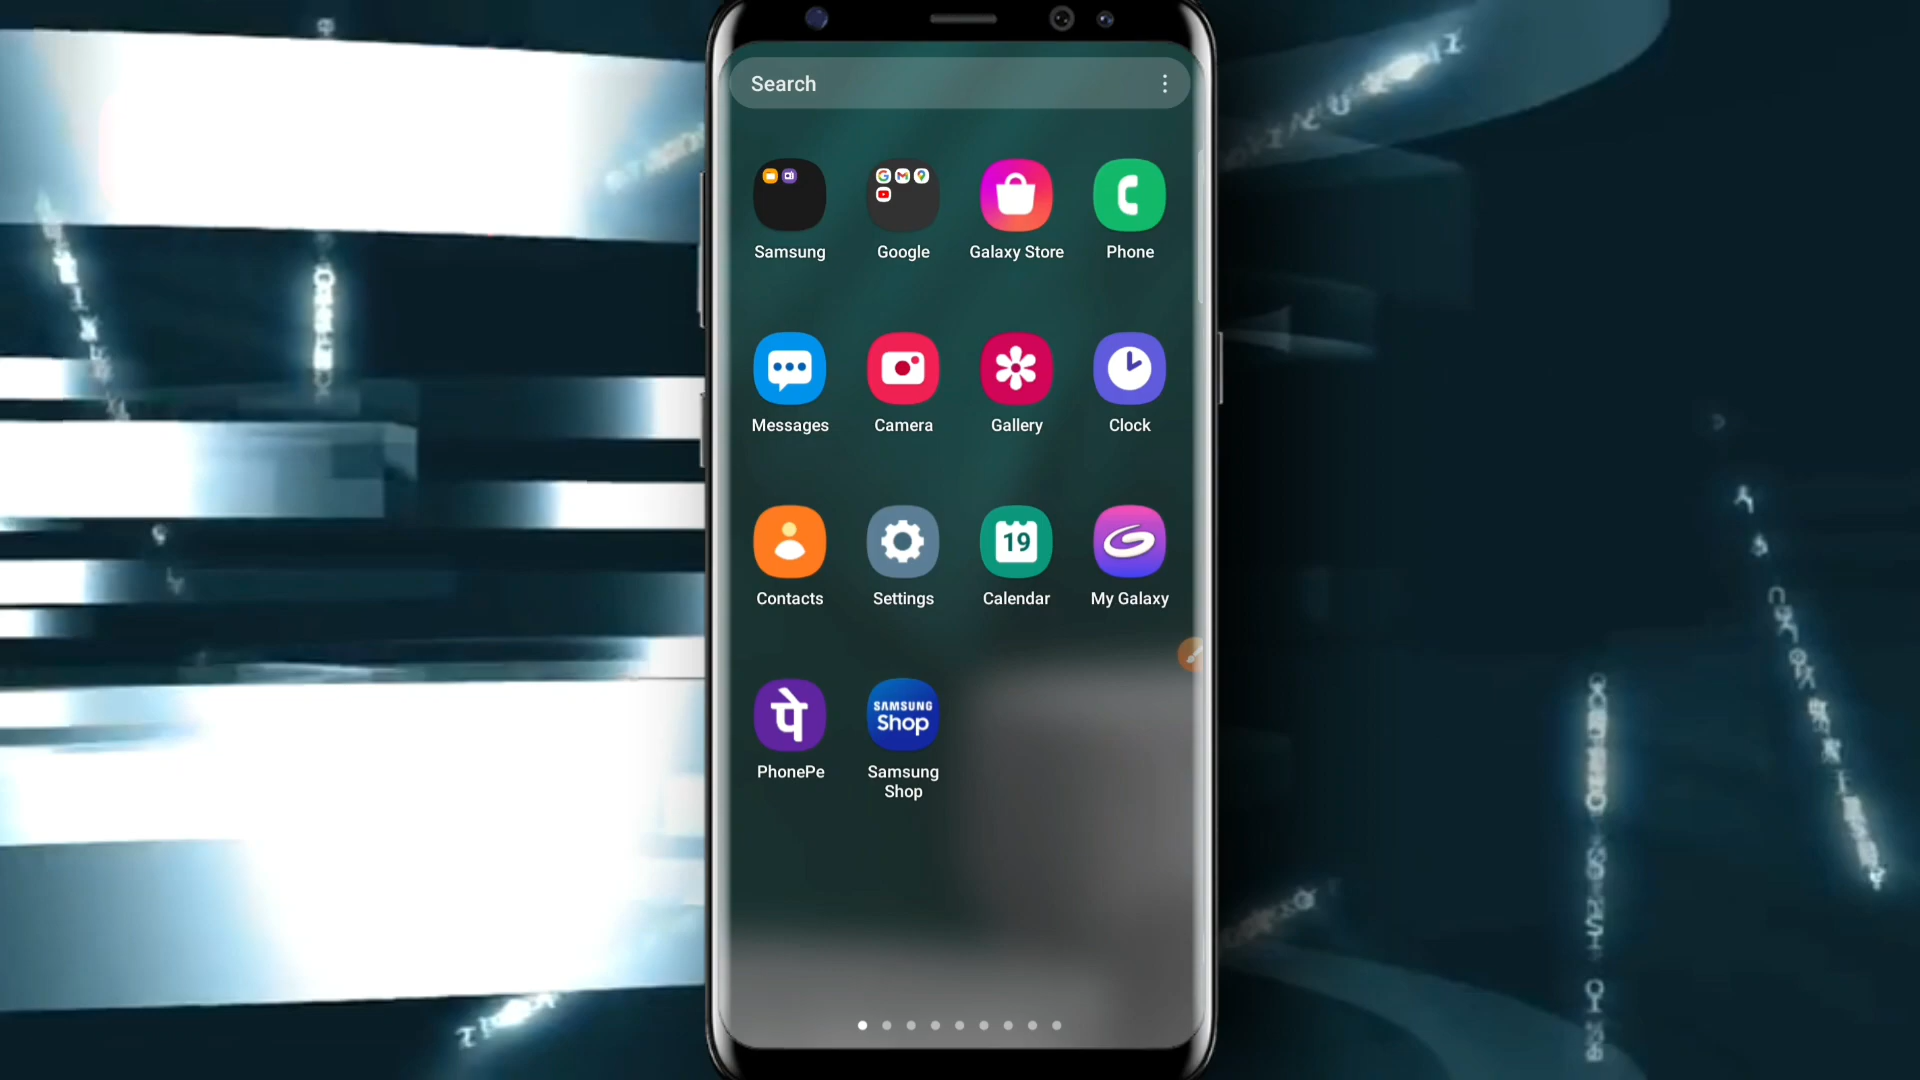 Search
Samsung
Google
Galaxy Store
Phone
Messages
Camera
Gallery
Clock
19
Contacts
Settings
Calendar
My Galaxy
पे
SAMSUNG
Shop
PhonePe
Samsung
Shop